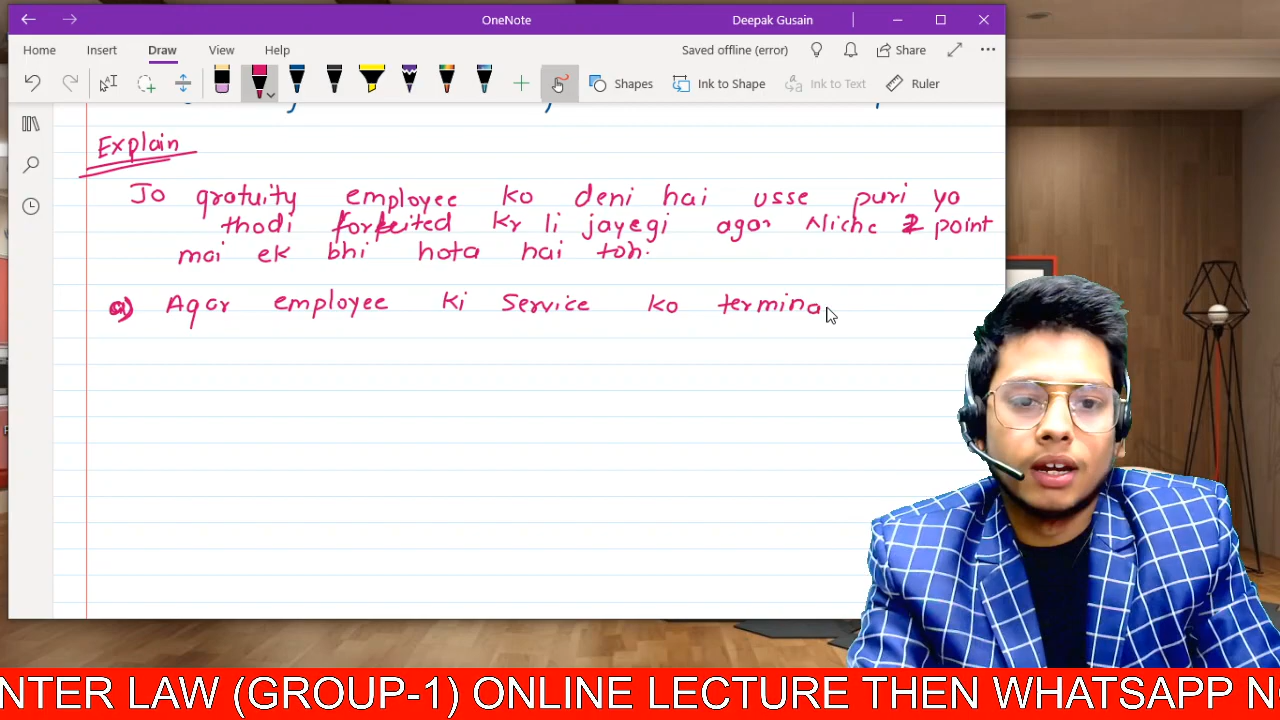 OneNote
Deepak Gusain
Home Insert Draw View Help
Saved offline (error)
Share
Shapes
Ink to Shape
Ink to Text
Ruler
Explain
Jo gratuity employee ko deni hai usse puri ya
thodi forfeited Kr li jayegi agar Niche 2 point
mai ek bhi hota hai toh.
a) Agar employee ki Service ko termina
NTER LAW (GROUP-1) ONLINE LECTURE THEN WHATSAPP N